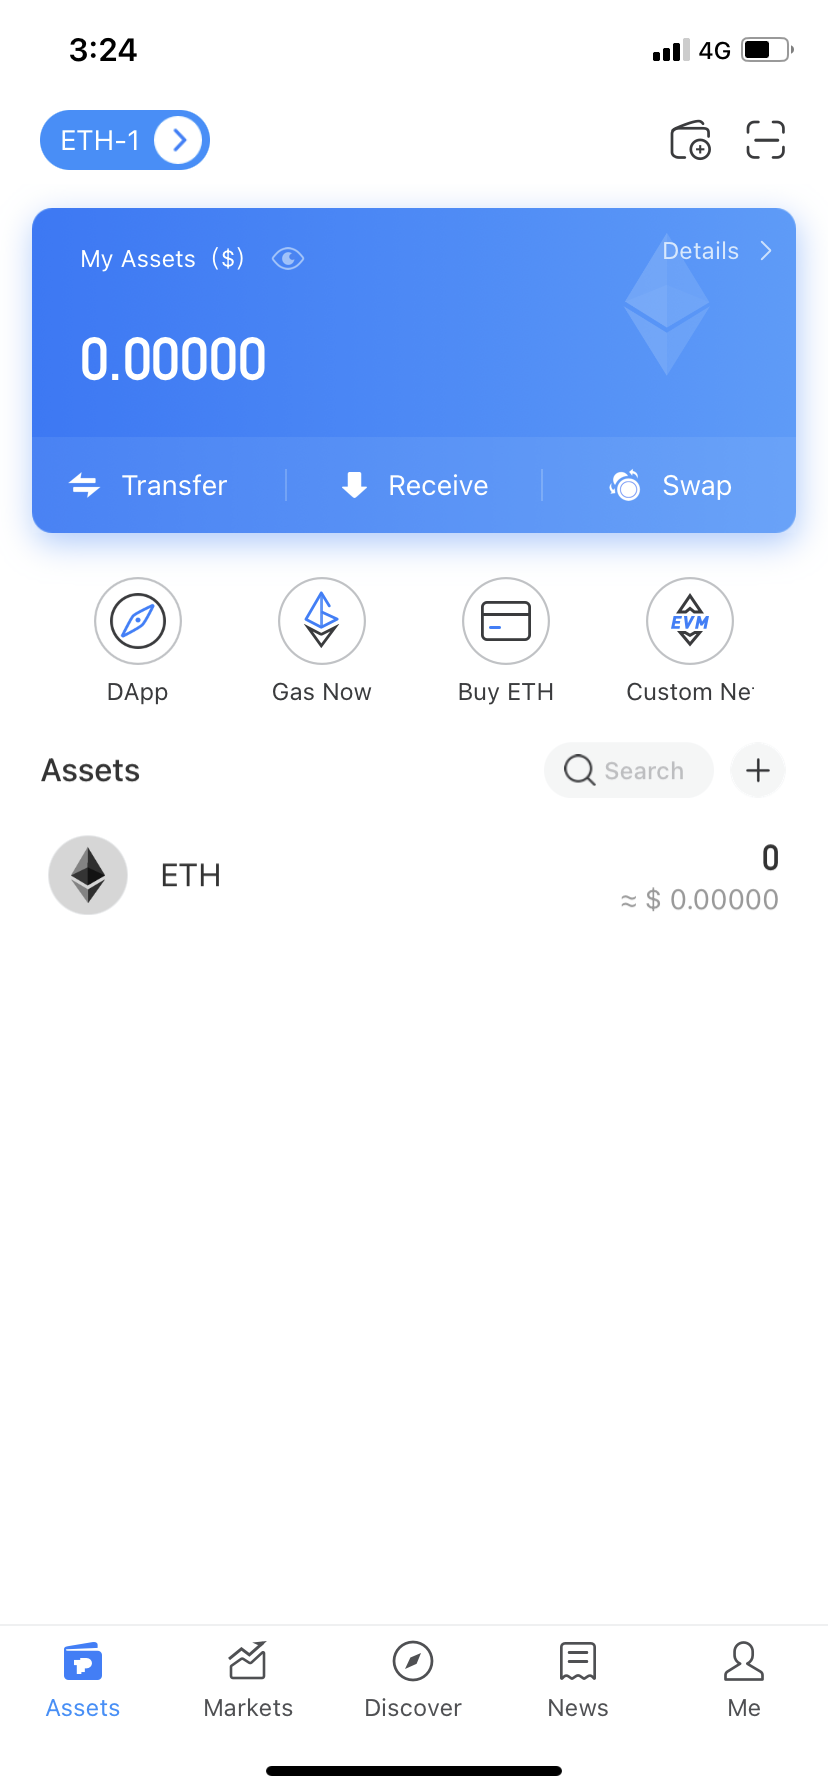 3:24
4G
ETH-1
My Assets ($)
Details
0.00000
Transfer
Receive
Swap
EVM
DApp
Gas Now
Buy ETH
Custom Ne
Assets
Search
ETH
0
≈ $ 0.00000
Assets
Markets
Discover
News
Me